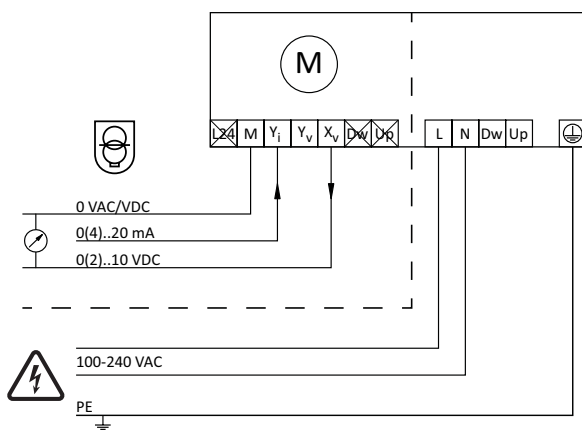 M
L24 M Yi Yv Xv Dw Up L N Dw Up
0 VAC/VDC
0(4)..20 mA
0(2)..10 VDC
100-240 VAC
PE